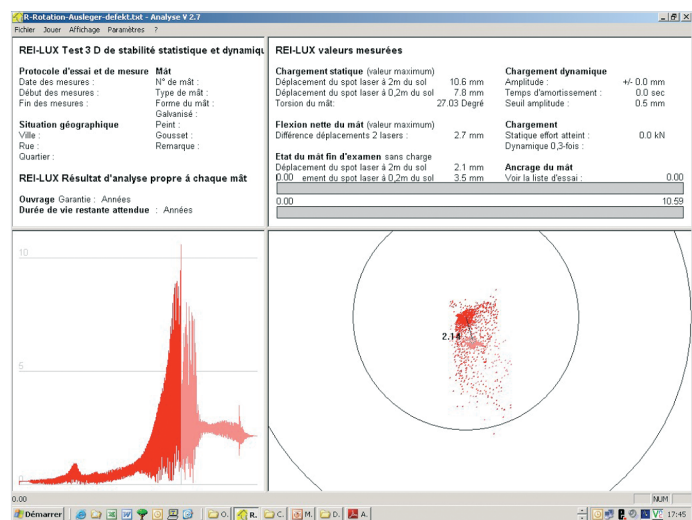 R-Rotation-Ausleger-defekt.txt - Analyse V 2.7
Fichier Jouer Affichage Paramètres ?
REI-LUX Test 3 D de stabilité statistique et dynamiqu
Protocole d'essai et de mesure Mât
Date des mesures : N° de mât :
Début des mesures : Type de mât :
Fin des mesures : Forme du mât :
Galvanisé :
Situation géographique Peint :
Ville : Gousset :
Rue : Remarque :
Quartier :
REI-LUX Résultat d'analyse propre á chaque mât
Ouvrage Garantie : Années
Durée de vie restante attendue : Années
REI-LUX valeurs mesurées
Chargement statique (valeur maximum)
Déplacement du spot laser á 2m du sol 10.6 mm
Déplacement du spot laser á 0,2m du sol 7.8 mm
Torsion du mât: 27.03 Degré
Flexion nette du mât (valeur maximum)
Différence déplacements 2 lasers : 2.7 mm
Etat du mât fin d'examen sans charge
Déplacement du spot laser á 2m du sol 2.1 mm
0.00 ement du spot laser á 0,2m du sol 3.5 mm
Chargement dynamique
Amplitude : +/- 0.0 mm
Temps d'amortissement : 0.0 sec
Seuil amplitude : 0.5 mm
Chargement
Statique effort atteint : 0.0 kN
Dynamique 0,3-fois :
Ancrage du mât
Voir la liste d'essai : 0.00
0.00 10.59
10
5
0
2.14
0.00 NUM
Démarrer O. R. C. M. D. A. 17:45